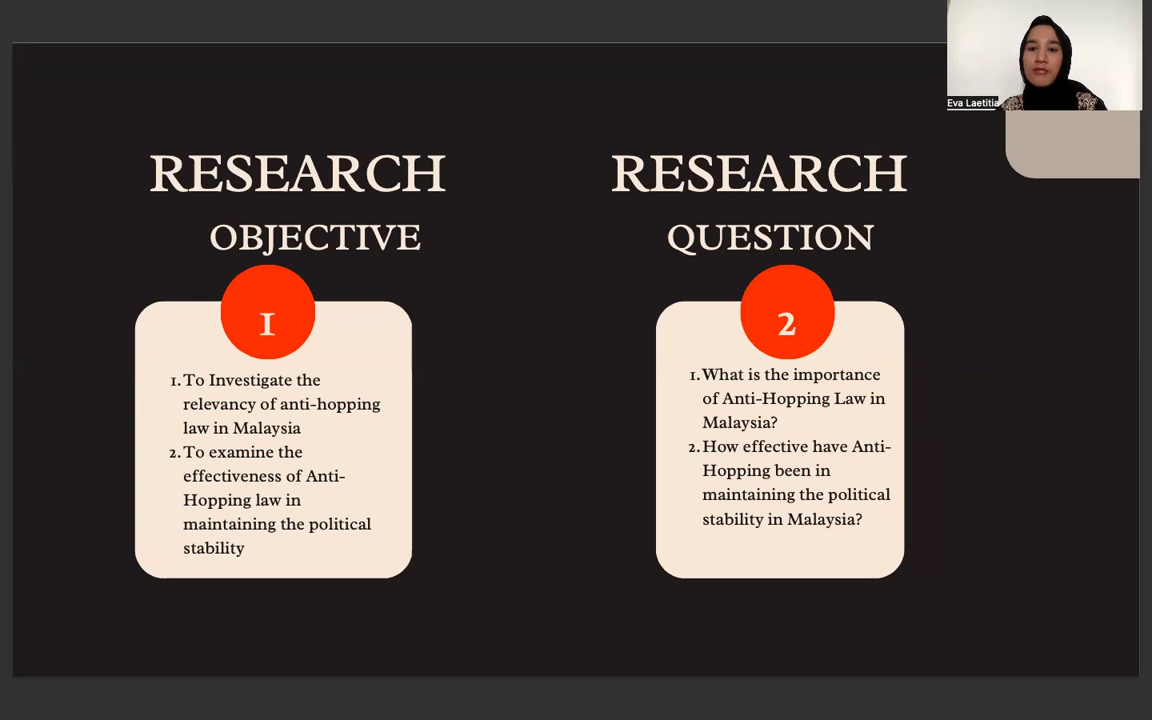 Eva Laetitia
RESEARCH
OBJECTIVE
1
1. To Investigate the
relevancy of anti-hopping
law in Malaysia
2. To examine the
effectiveness of Anti-
Hopping law in
maintaining the political
stability
RESEARCH
QUESTION
2
1. What is the importance
of Anti-Hopping Law in
Malaysia?
2. How effective have Anti-
Hopping been in
maintaining the political
stability in Malaysia?